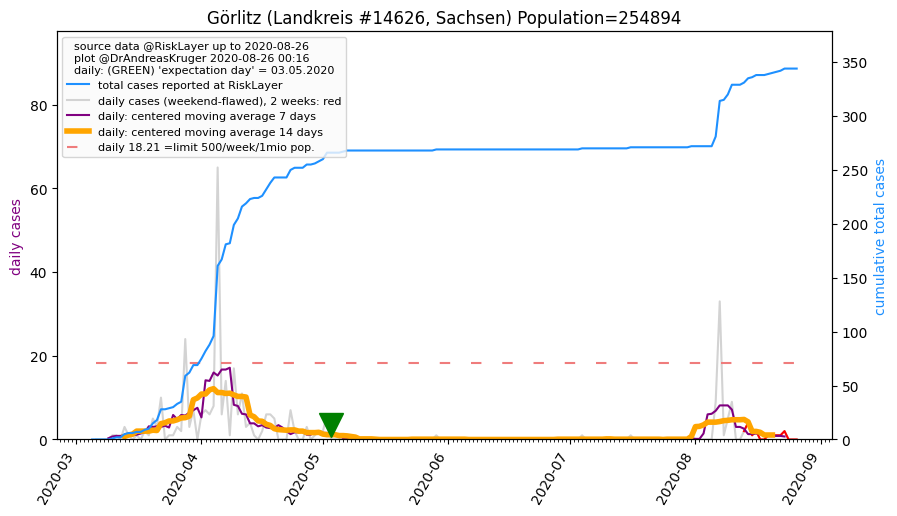 Görlitz (Landkreis #14626, Sachsen) Population=254894
source data @RiskLayer up to 2020-08-26
plot @DrAndreasKruger 2020-08-26 00:16
daily: (GREEN) 'expectation day' = 03.05.2020
total cases reported at RiskLayer
daily cases (weekend-flawed), 2 weeks: red
daily: centered moving average 7 days
daily: centered moving average 14 days
daily 18.21 =limit 500/week/1mio pop.
daily cases
80
60
40
20
0
350
300
250
200
150
100
50
0
cumulative total cases
2020-03
2020-04
2020-05
2020-06
2020-07
2020-08
2020-09